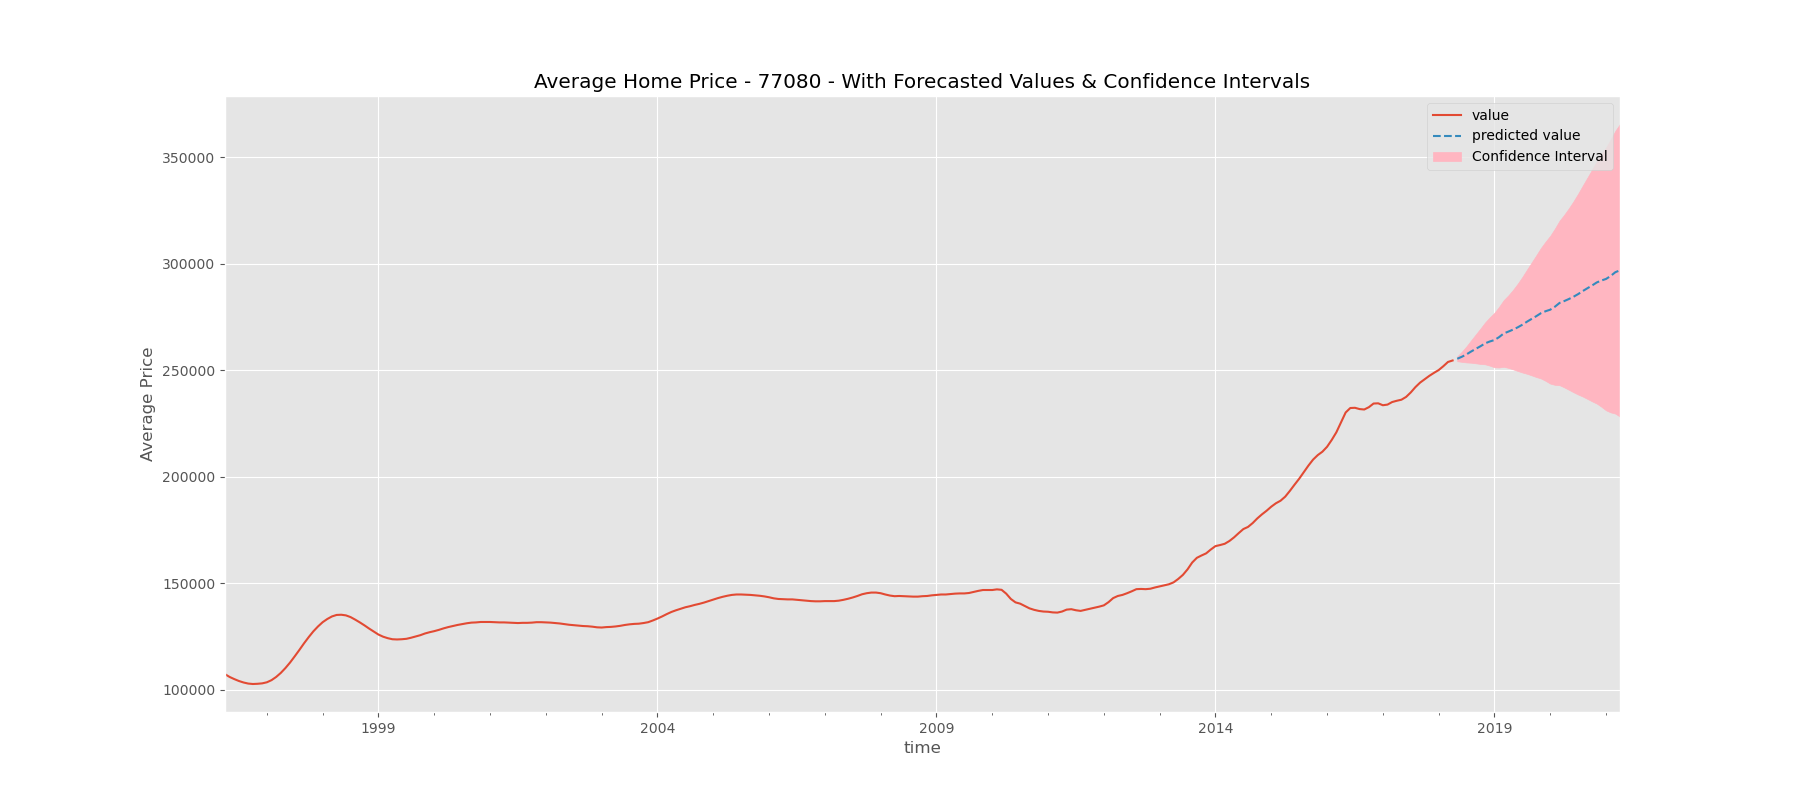 Average Home Price - 77080 - With Forecasted Values & Confidence Intervals
value
predicted value
Confidence Interval
350000
300000
250000
200000
150000
100000
Average Price
1999
2004
2009
2014
2019
time